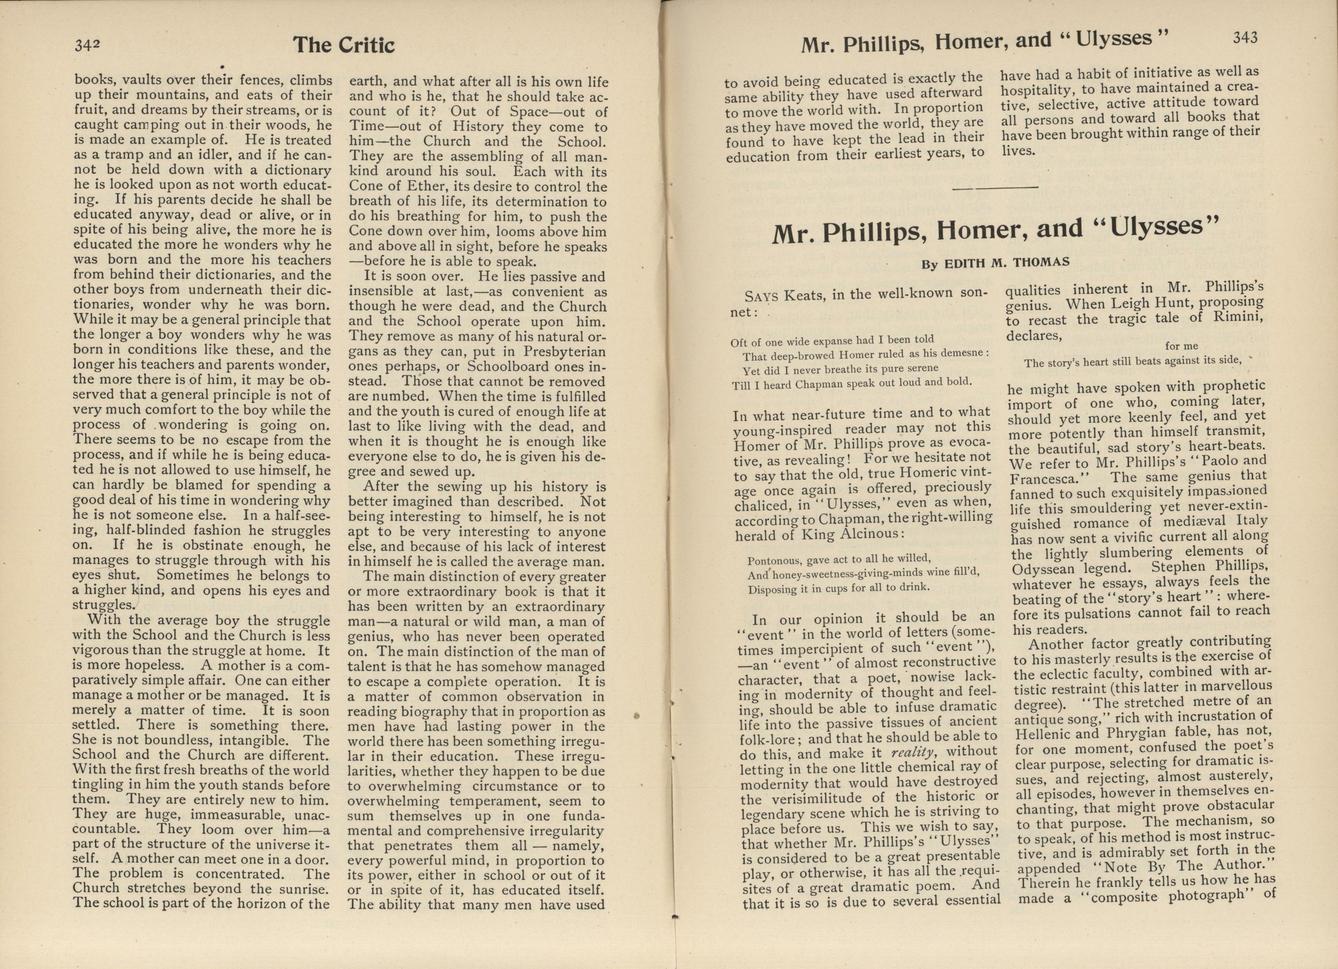 342
The Critic
books, vaults over their fences, climbs
up their mountains, and eats of their
fruit, and dreams by their streams, or is
caught camping out in their woods, he
is made an example of. He is treated
as a tramp and an idler, and if he can-
not be held down with a dictionary
he is looked upon as not worth educat-
ing. If his parents decide he shall be
educated anyway, dead or alive, or in
spite of his being alive, the more he is
educated the more he wonders why he
was born and the more his teachers
from behind their dictionaries, and the
other boys from underneath their dic-
tionaries, wonder why he was born.
While it may be a general principle that
the longer a boy wonders why he was
born in conditions like these, and the
longer his teachers and parents wonder,
the more there is of him, it may be ob-
served that a general principle is not of
very much comfort to the boy while the
process of wondering is going on.
There seems to be no escape from the
process, and if while he is being educa-
ted he is not allowed to use himself, he
can hardly be blamed for spending a
good deal of his time in wondering why
he is not someone else. In a half-see-
ing, half-blinded fashion he struggles
on. If he is obstinate enough, he
manages to struggle through with his
eyes shut. Sometimes he belongs to
a higher kind, and opens his eyes and
struggles.
With the average boy the struggle
with the School and the Church is less
vigorous than the struggle at home. It
is more hopeless. A mother is a com-
paratively simple affair. One can either
manage a mother or be managed. It is
merely a matter of time. It is soon
settled. There is something there.
She is not boundless, intangible. The
School and the Church are different.
With the first fresh breaths of the world
tingling in him the youth stands before
them. They are entirely new to him.
They are huge, immeasurable, unac-
countable. They loom over him—a
part of the structure of the universe it-
self. A mother can meet one in a door.
The problem is concentrated. The
Church stretches beyond the sunrise.
The school is part of the horizon of the
earth, and what after all is his own life
and who is he, that he should take ac-
count of it? Out of Space—out of
Time—out of History they come to
him—the Church and the School.
They are the assembling of all man-
kind around his soul. Each with its
Cone of Ether, its desire to control the
breath of his life, its determination to
do his breathing for him, to push the
Cone down over him, looms above him
and above all in sight, before he speaks
—before he is able to speak.
It is soon over. He lies passive and
insensible at last,—as convenient as
though he were dead, and the Church
and the School operate upon him.
They remove as many of his natural or-
gans as they can, put in Presbyterian
ones perhaps, or Schoolboard ones in-
stead. Those that cannot be removed
are numbed. When the time is fulfilled
and the youth is cured of enough life at
last to like living with the dead, and
when it is thought he is enough like
everyone else to do, he is given his de-
gree and sewed up.
After the sewing up his history is
better imagined than described. Not
being interesting to himself, he is not
apt to be very interesting to anyone
else, and because of his lack of interest
in himself he is called the average man.
The main distinction of every greater
or more extraordinary book is that it
has been written by an extraordinary
man—a natural or wild man, a man of
genius, who has never been operated
on. The main distinction of the man of
talent is that he has somehow managed
to escape a complete operation. It is
a matter of common observation in
reading biography that in proportion as
men have had lasting power in the
world there has been something irregu-
lar in their education. These irregu-
larities, whether they happen to be due
to overwhelming circumstance or to
overwhelming temperament, seem to
sum themselves up in one funda-
mental and comprehensive irregularity
that penetrates them all — namely,
every powerful mind, in proportion to
its power, either in school or out of it
or in spite of it, has educated itself.
The ability that many men have used
Mr. Phillips, Homer, and “Ulysses”
343
to avoid being educated is exactly the
same ability they have used afterward
to move the world with. In proportion
as they have moved the world, they are
found to have kept the lead in their
education from their earliest years, to
have had a habit of initiative as well as
hospitality, to have maintained a crea-
tive, selective, active attitude toward
all persons and toward all books that
have been brought within range of their
lives.
Mr. Phillips, Homer, and “Ulysses”
By EDITH M. THOMAS
SAYS Keats, in the well-known son-
net:
Oft of one wide expanse had I been told
That deep-browed Homer ruled as his demesne:
Yet did I never breathe its pure serene
Till I heard Chapman speak out loud and bold.
In what near-future time and to what
young-inspired reader may not this
Homer of Mr. Phillips prove as evoca-
tive, as revealing! For we hesitate not
to say that the old, true Homeric vint-
age once again is offered, preciously
chaliced, in “Ulysses,” even as when,
according to Chapman, the right-willing
herald of King Alcinous:
Pontonous, gave act to all he willed,
And honey-sweetness-giving-minds wine fill’d,
Disposing it in cups for all to drink.
In our opinion it should be an
“event” in the world of letters (some-
times impercipient of such “event”),
—an “event” of almost reconstructive
character, that a poet, nowise lack-
ing in modernity of thought and feel-
ing, should be able to infuse dramatic
life into the passive tissues of ancient
folk-lore; and that he should be able to
do this, and make it reality, without
letting in the one little chemical ray of
modernity that would have destroyed
the verisimilitude of the historic or
legendary scene which he is striving to
place before us. This we wish to say,
that whether Mr. Phillips’s “Ulysses”
is considered to be a great presentable
play, or otherwise, it has all the requi-
sites of a great dramatic poem. And
that it is so is due to several essential
qualities inherent in Mr. Phillips’s
genius. When Leigh Hunt, proposing
to recast the tragic tale of Rimini,
declares,
for me
The story’s heart still beats against its side,
he might have spoken with prophetic
import of one who, coming later,
should yet more keenly feel, and yet
more potently than himself transmit,
the beautiful, sad story’s heart-beats.
We refer to Mr. Phillips’s “Paolo and
Francesca.” The same genius that
fanned to such exquisitely impassioned
life this smouldering yet never-extin-
guished romance of mediæval Italy
has now sent a vivific current all along
the lightly slumbering elements of
Odyssean legend. Stephen Phillips,
whatever he essays, always feels the
beating of the “story’s heart”: where-
fore its pulsations cannot fail to reach
his readers.
Another factor greatly contributing
to his masterly results is the exercise of
the eclectic faculty, combined with ar-
tistic restraint (this latter in marvellous
degree). “The stretched metre of an
antique song,” rich with incrustation of
Hellenic and Phrygian fable, has not,
for one moment, confused the poet’s
clear purpose, selecting for dramatic is-
sues, and rejecting, almost austerely,
all episodes, however in themselves en-
chanting, that might prove obstacular
to that purpose. The mechanism, so
to speak, of his method is most instruc-
tive, and is admirably set forth in the
appended “Note By The Author.”
Therein he frankly tells us how he has
made a “composite photograph” of